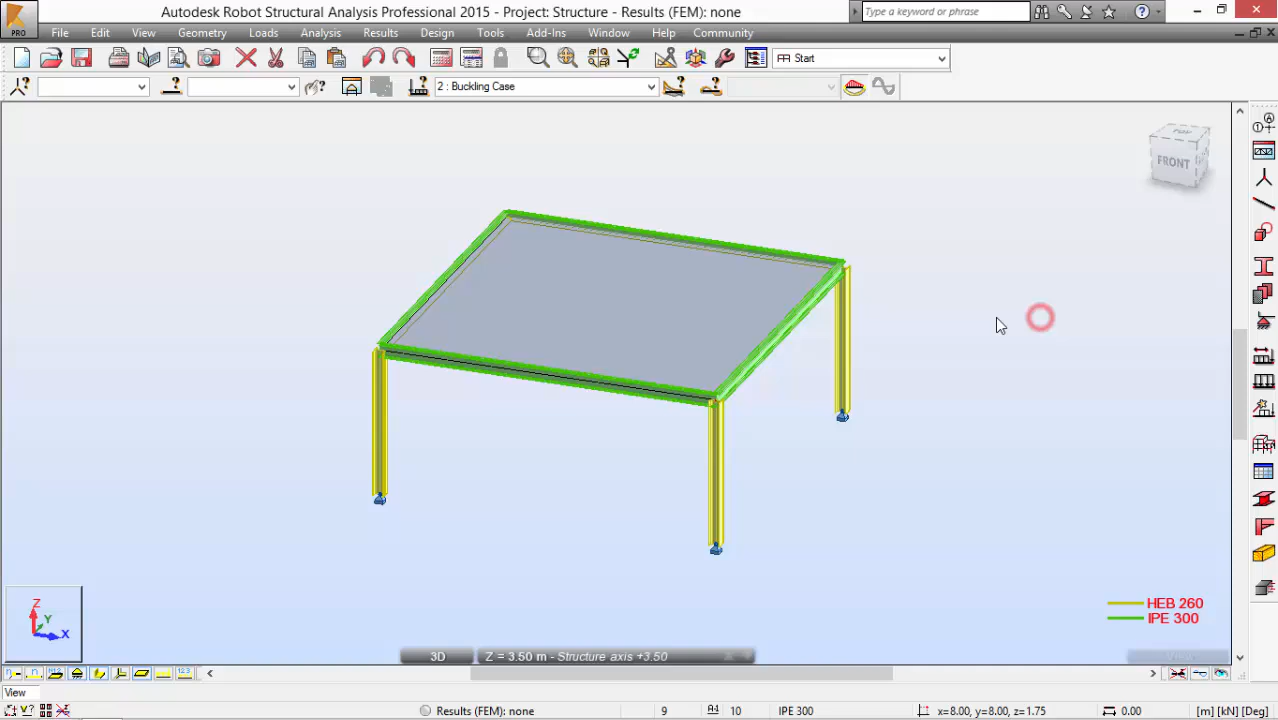 Autodesk Robot Structural Analysis Professional 2015 - Project: Structure - Results (FEM): none
Type a keyword or phrase
PRO
File Edit View Geometry Loads Analysis Results Design Tools Add-Ins Window Help Community
Start
2 : Buckling Case
TOP
FRONT
HEB 260
IPE 300
Z
Y
X
3D
Z = 3.50 m - Structure axis +3.50
View
Results (FEM): none
9
10
IPE 300
x=8.00, y=8.00, z=1.75
0.00
[m] [kN] [Deg]